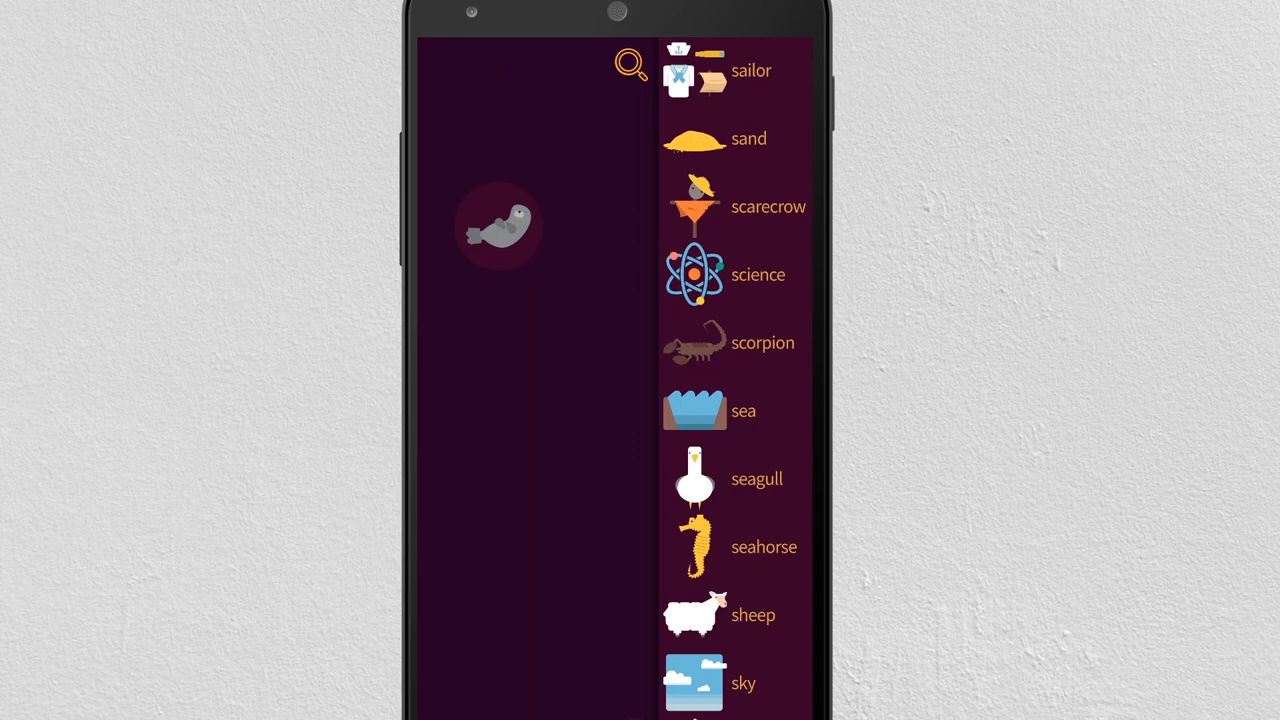 sailor
sand
scarecrow
science
scorpion
sea
seagull
seahorse
sheep
sky